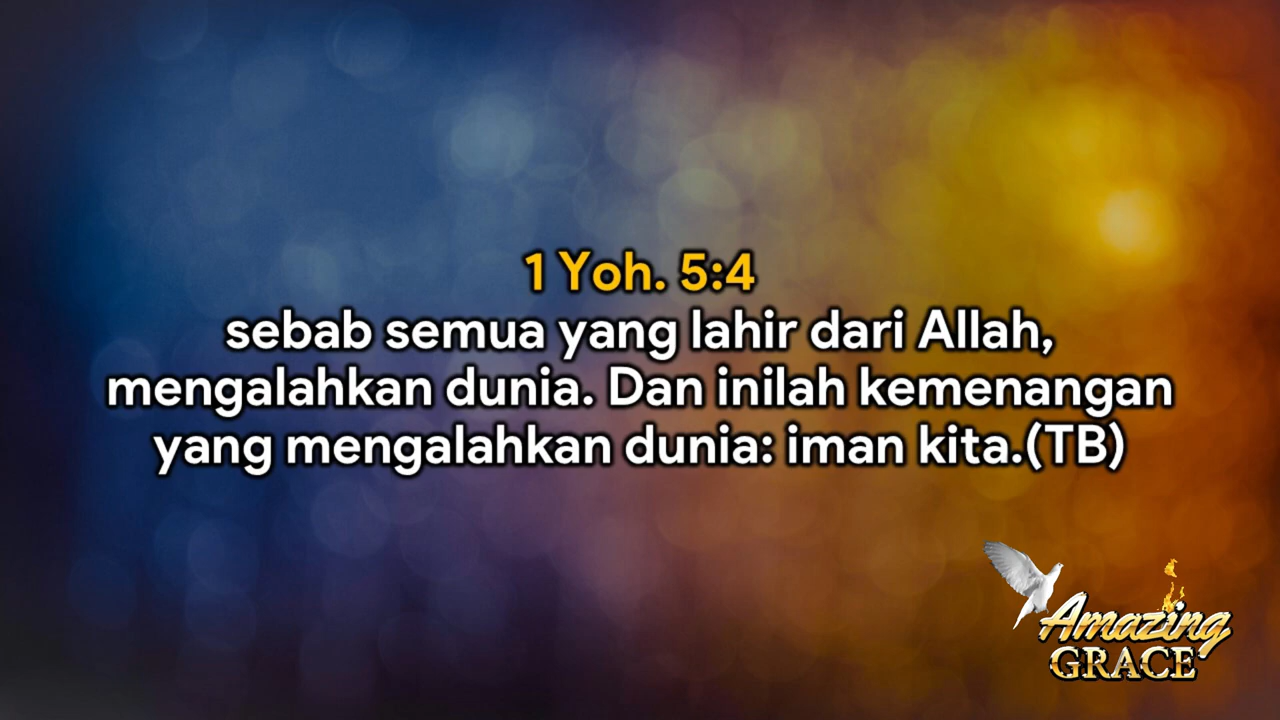 1 Yoh. 5:4
sebab semua yang lahir dari Allah,
mengalahkan dunia. Dan inilah kemenangan
yang mengalahkan dunia: iman kita.(TB)
Amazing
GRACE